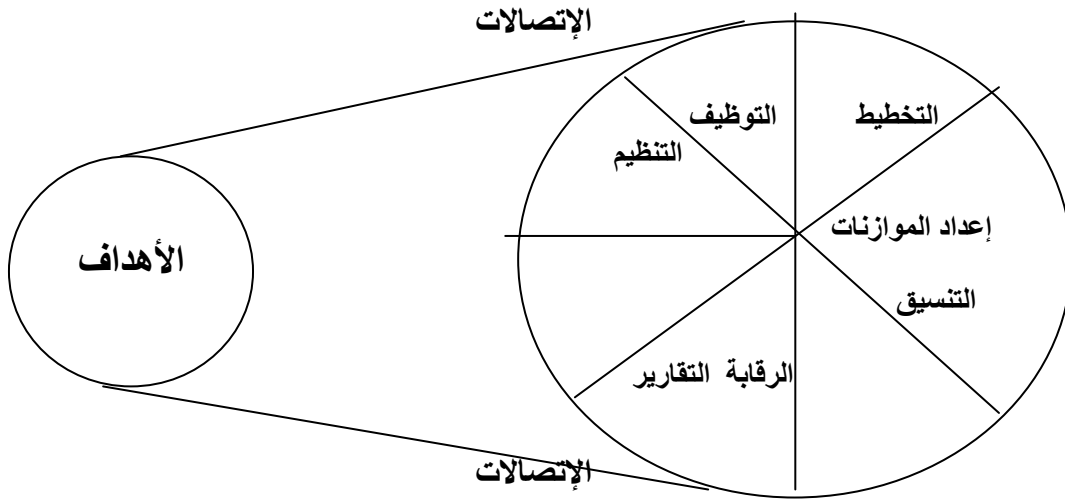 الإتصالات
التوظيف
التخطيط
التنظيم
إعداد الموازنات
الأهداف
التنسيق
الرقابة التقارير
الإتصالات